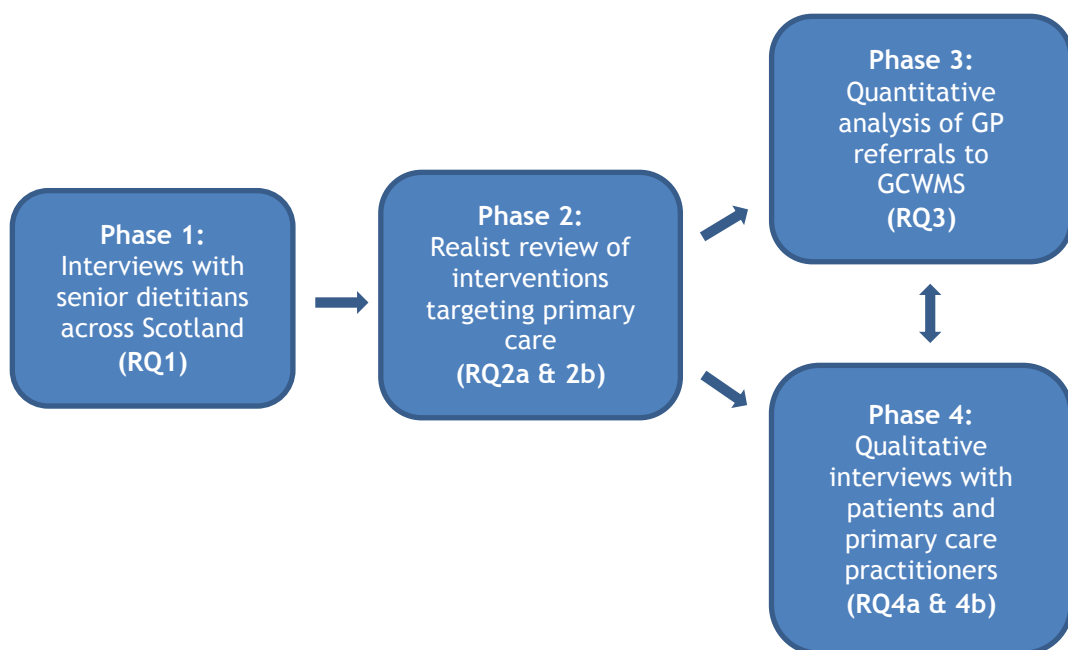 Phase 1:
Interviews with
senior dietitians
across Scotland
(RQ1)
Phase 2:
Realist review of
interventions
targeting primary
care
(RQ2a & 2b)
Phase 3:
Quantitative
analysis of GP
referrals to
GCWMS
(RQ3)
Phase 4:
Qualitative
interviews with
patients and
primary care
practitioners
(RQ4a & 4b)